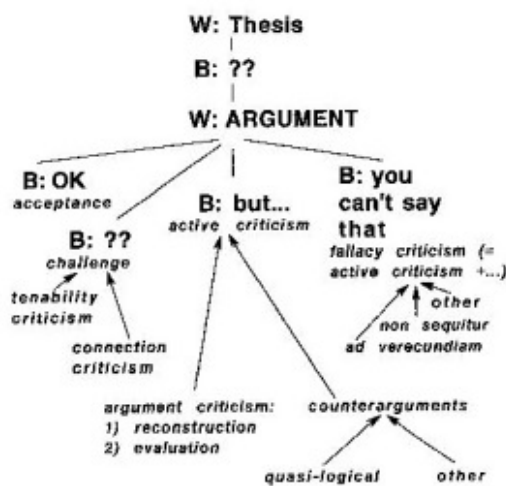 W: Thesis
B: ??
W: ARGUMENT
B: OK
acceptance
B: ??
challenge
tenability
criticism
connection
criticism
B: but...
active criticism
B: you
can't say
that
fallacy criticism (=
active criticism +...)
other
non sequitur
ad verecundiam
argument criticism:
1) reconstruction
2) evaluation
counterarguments
quasi-logical
other